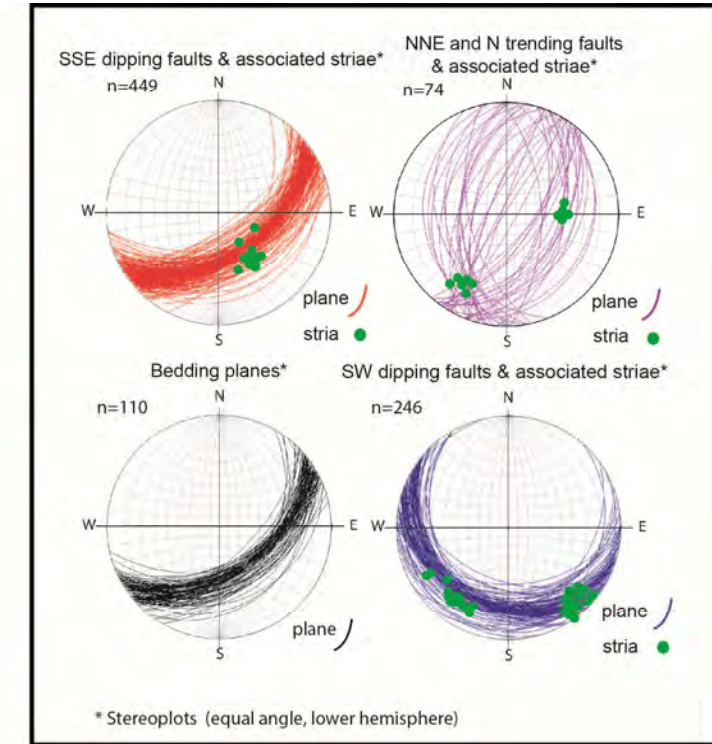 SSE dipping faults & associated striae*
n=449
N
W
E
S
plane
stria
NNE and N trending faults
& associated striae*
n=74
N
W
E
S
plane
stria
Bedding planes*
n=110
N
W
E
S
plane
SW dipping faults & associated striae*
n=246
N
W
E
S
plane
stria
* Stereoplots (equal angle, lower hemisphere)